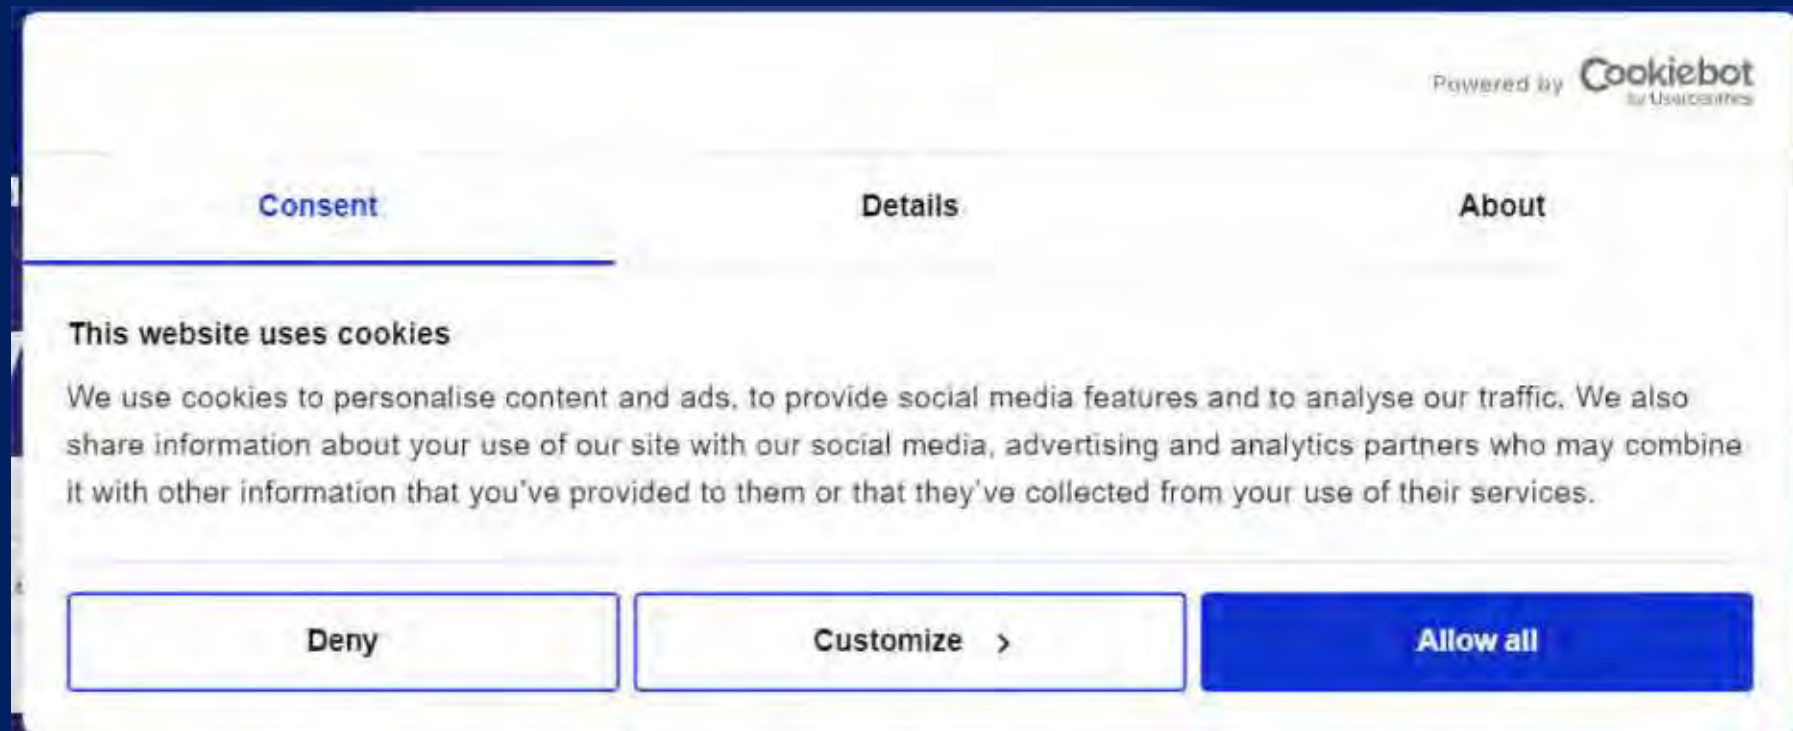 Powered by Cookiebot
by Usercentrics
Consent Details About
This website uses cookies
We use cookies to personalise content and ads, to provide social media features and to analyse our traffic. We also
share information about your use of our site with our social media, advertising and analytics partners who may combine
it with other information that you've provided to them or that they've collected from your use of their services.
Deny Customize > Allow all